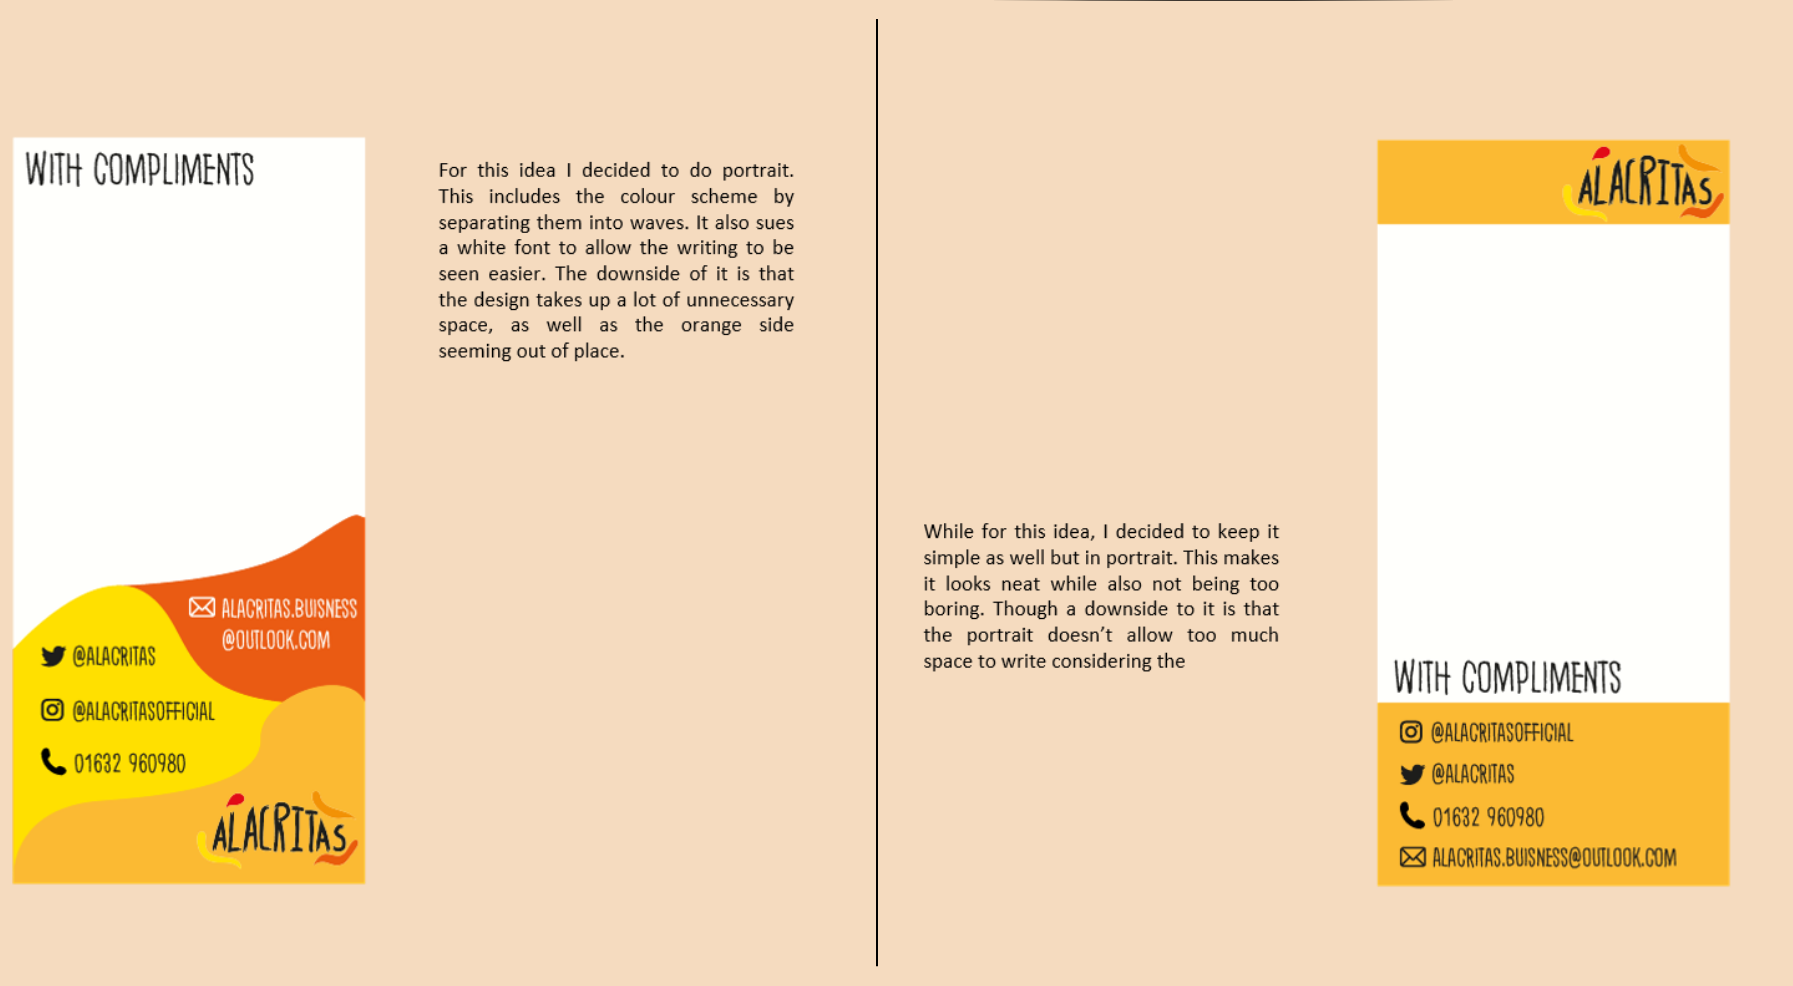 WITH COMPLIMENTS
ALACRITAS.BUISNESS
@OUTLOOK.COM
@ALACRITAS
@ALACRITASOFFICIAL
01632 960980
ALACRITAS
For this idea I decided to do portrait.
This includes the colour scheme by
separating them into waves. It also sues
a white font to allow the writing to be
seen easier. The downside of it is that
the design takes up a lot of unnecessary
space, as well as the orange side
seeming out of place.
While for this idea, I decided to keep it
simple as well but in portrait. This makes
it looks neat while also not being too
boring. Though a downside to it is that
the portrait doesn’t allow too much
space to write considering the
ALACRITAS
WITH COMPLIMENTS
@ALACRITASOFFICIAL
@ALACRITAS
01632 960980
ALACRITAS.BUISNESS@OUTLOOK.COM